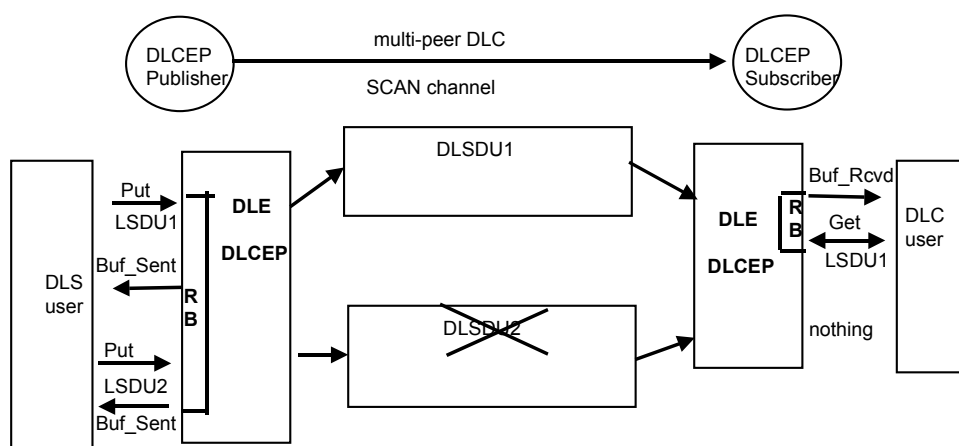 multi-peer DLC
DLCEP
Publisher
DLCEP
Subscriber
SCAN channel
DLSDU1
Put
LSDU1
DLE
DLCEP
Buf_Sent
R
B
DLS
user
Put
LSDU2
Buf_Sent
DLSDU2
DLE
DLCEP
R
B
Buf_Rcvd
Get
LSDU1
DLC
user
nothing